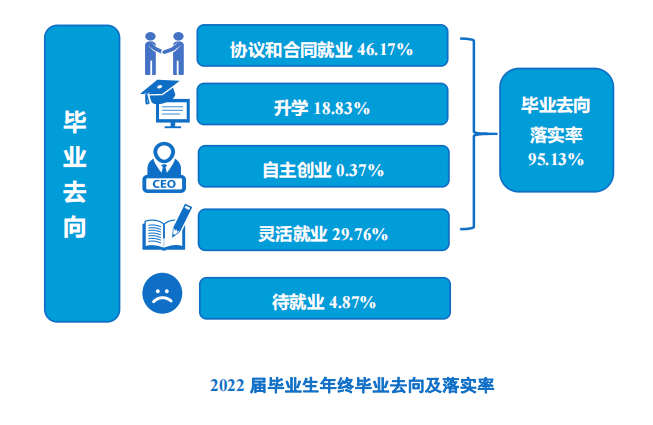 毕业去向
协议和合同就业 46.17%
升学 18.83%
CEO
自主创业 0.37%
灵活就业 29.76%
待就业 4.87%
毕业去向
落实率
95.13%
2022 届毕业生年终毕业去向及落实率